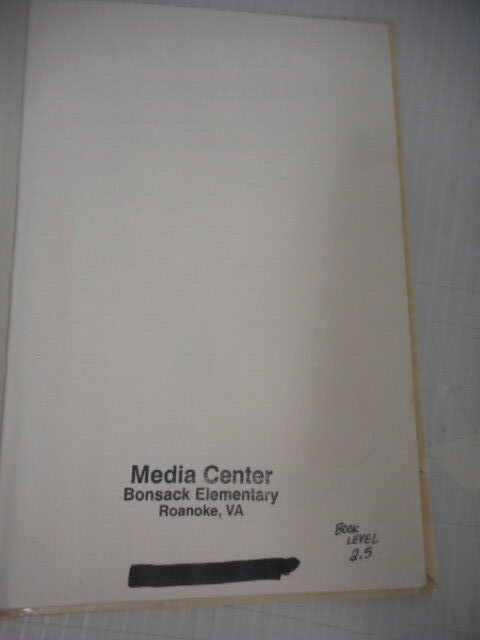 Media Center
Bonsack Elementary
Roanoke, VA
BOOK
LEVEL
2.5